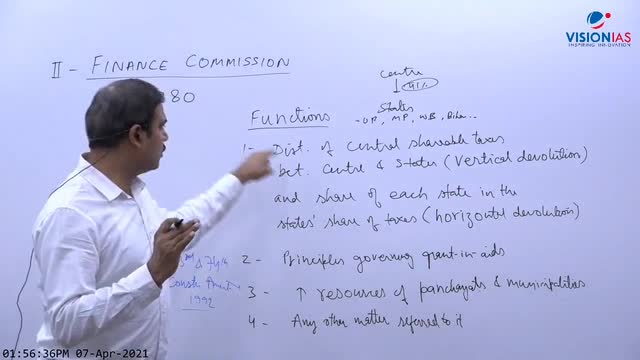 VISIONIAS
INSPIRING INNOVATION
II - FINANCE COMMISSION
80
centre
↓ 41%
States
- UP, MP, WB, Bihar...
Functions
1- Dist. of central shareable taxes
bet. Centre & States (vertical devolution)
and share of each state in the
states' share of taxes (horizontal devolution)
2 - Principles governing grant-in-aids
3 - ↑ resources of panchayats & municipalities
4 - Any other matter referred to it
74th
1992
01:56:36PM 07-Apr-2021